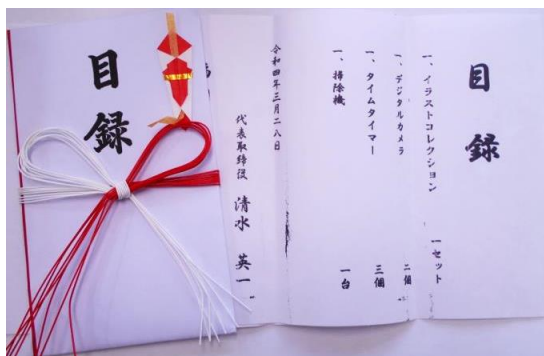 目録
一、イラストコレクション 一セット
一、デジタルカメラ 二個
一、タイムタイマー 三個
一、掃除機 一台
令和四年三月二八日
代表取締役 清水 英一
目録